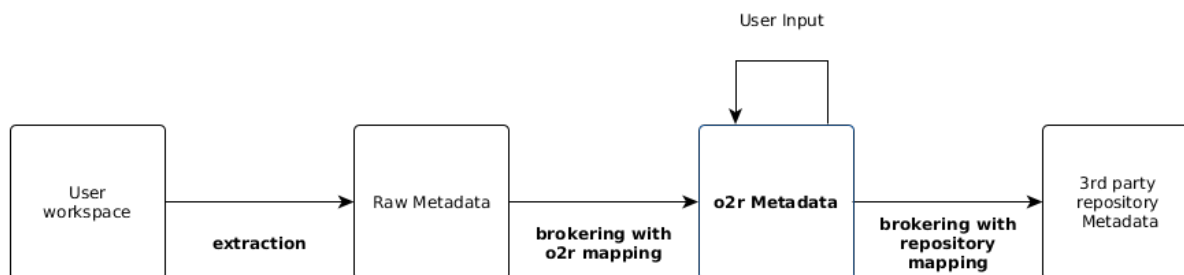 User Input
User
workspace
extraction
Raw Metadata
brokering with
o2r mapping
o2r Metadata
brokering with
repository
mapping
3rd party
repository
Metadata